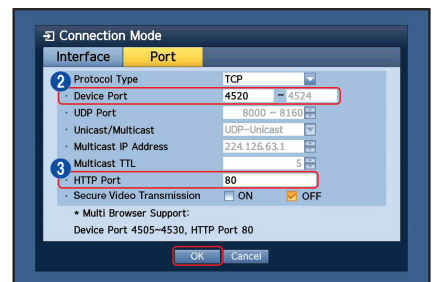 Connection Mode
Interface Port
2 Protocol Type TCP
· Device Port 4520 ~ 4524
· UDP Port 8000 ~ 8160
· Unicast/Multicast UDP-Unicast
· Multicast IP Address 224.126.63.1
Multicast TTL 5
3 · HTTP Port 80
· Secure Video Transmission ON OFF
* Multi Browser Support:
Device Port 4505~4530, HTTP Port 80
OK Cancel